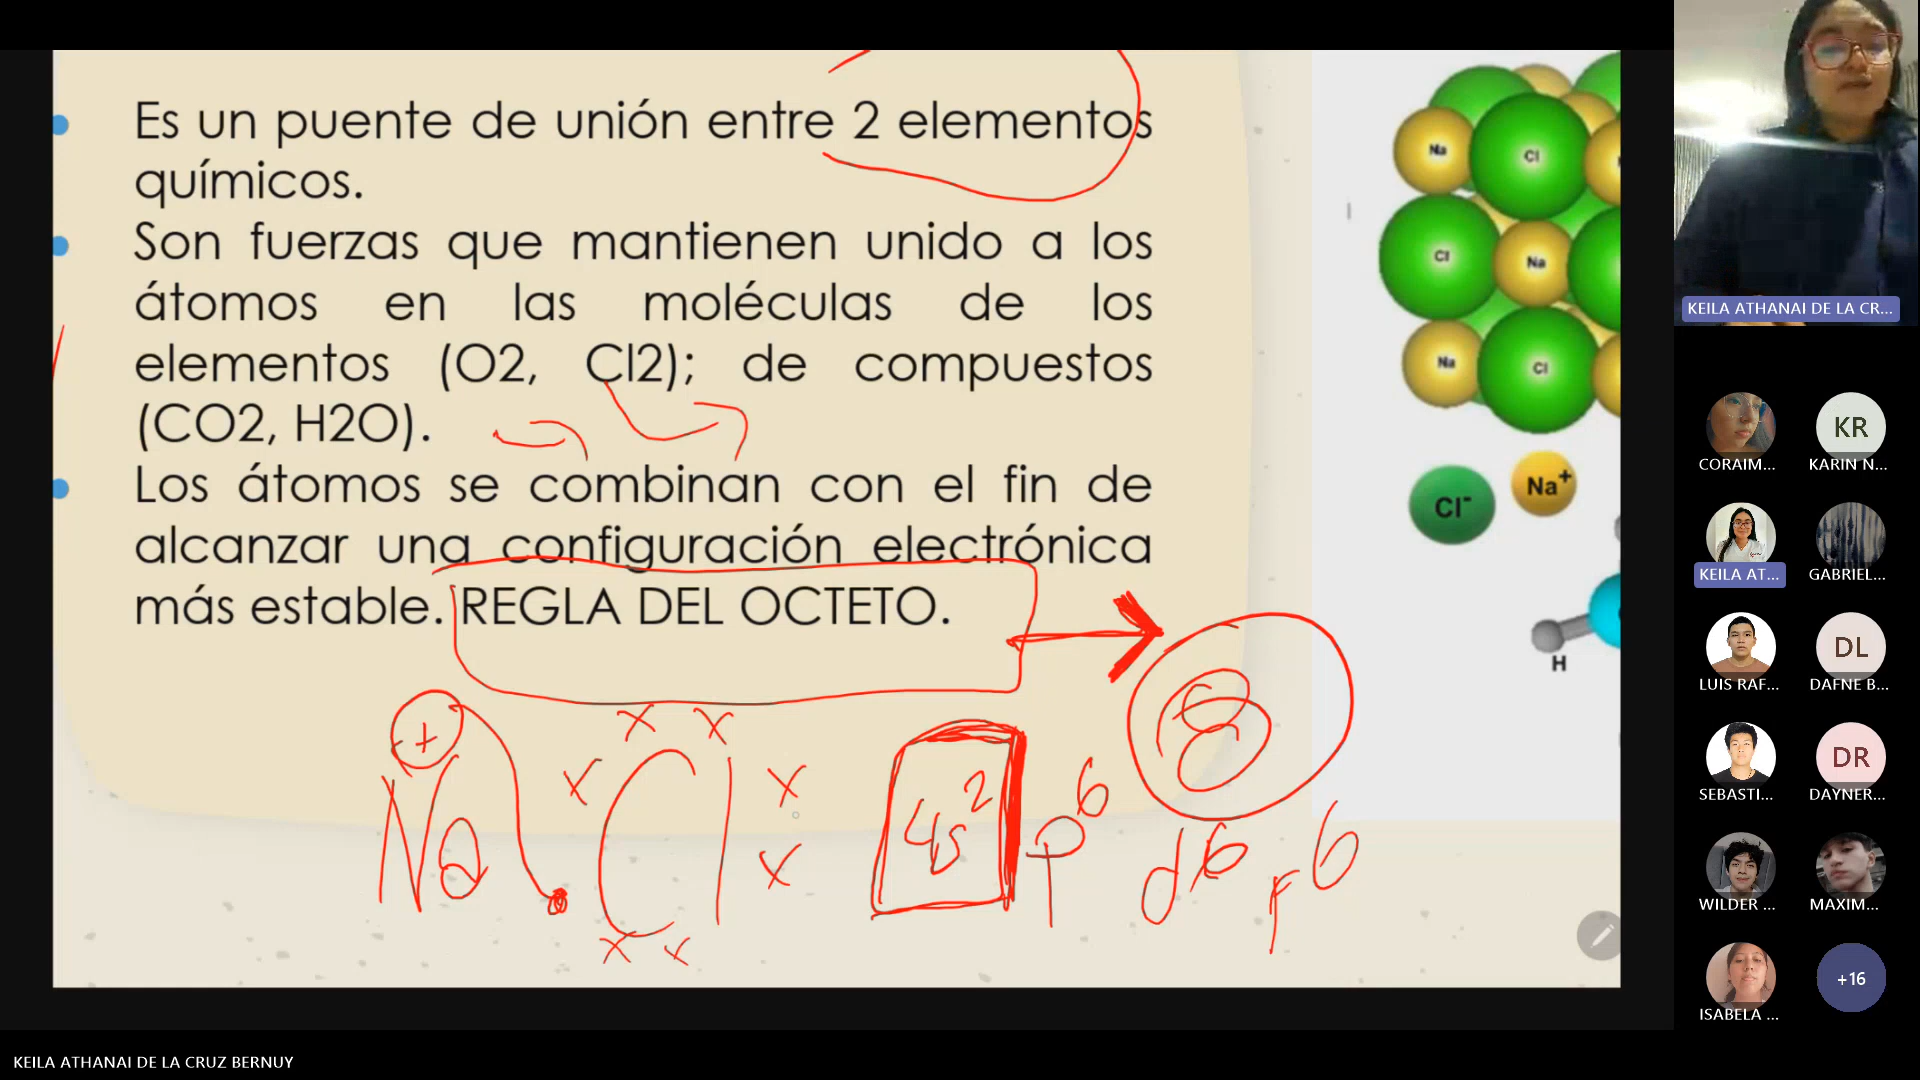 Es un puente de unión entre 2 elementos
químicos.
Son fuerzas que mantienen unido a los
átomos en las moléculas de los
elementos (O2, Cl2); de compuestos
(CO2, H2O).
Los átomos se combinan con el fin de
alcanzar una configuración electrónica
más estable. REGLA DEL OCTETO.
Na Cl Na
Cl Na
Na Cl
Cl- Na+
H
+
Na
x x
x Cl x
x
x x
4s2 p6
8
d6 p6
KEILA ATHANAI DE LA CR...
KR
CORAIM... KARIN N...
KEILA AT... GABRIEL...
DL
LUIS RAF... DAFNE B...
DR
SEBASTI... DAYNER...
WILDER ... MAXIM...
+16
ISABELA ...
KEILA ATHANAI DE LA CRUZ BERNUY